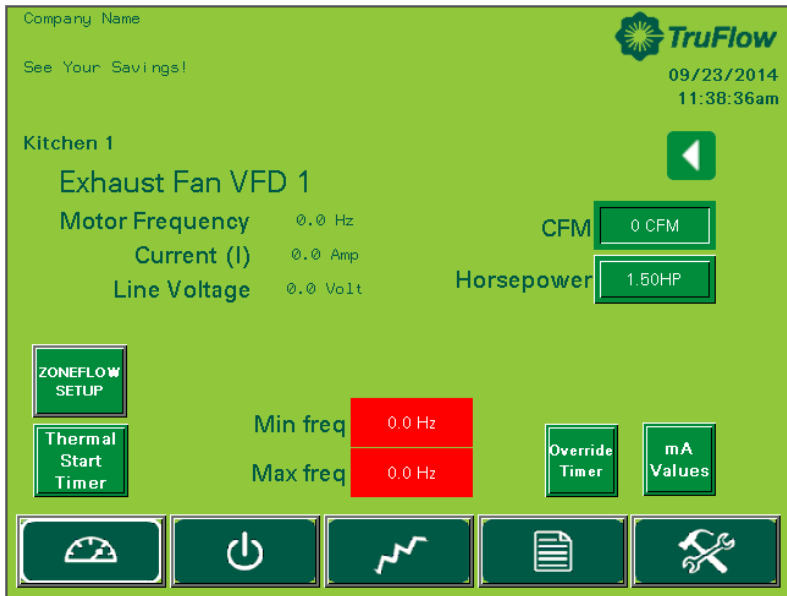 Company Name
TruFlow
See Your Savings!
09/23/2014
11:38:36am
Kitchen 1
Exhaust Fan VFD 1
Motor Frequency 0.0 Hz
CFM 0 CFM
Current (I) 0.0 Amp
Line Voltage 0.0 Volt
Horsepower 1.50HP
ZONEFLOW
SETUP
Min freq 0.0 Hz
Thermal
Start
Timer
Max freq 0.0 Hz
Override
Timer
mA
Values